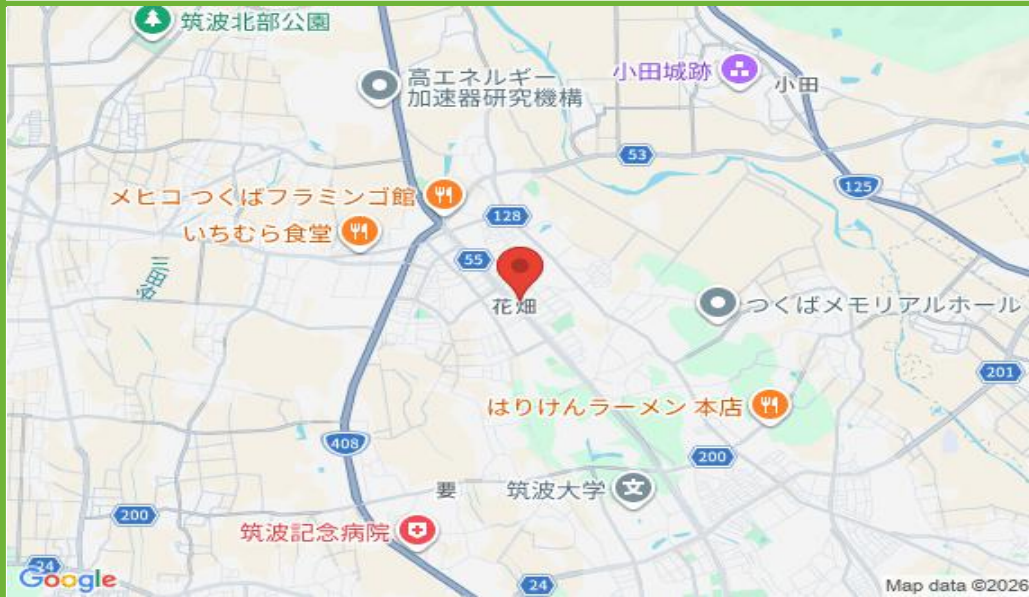 筑波北部公園
高エネルギー
加速器研究機構
小田城跡
小田
53
125
メヒコ つくばフラミンゴ館
128
いちむら食堂
55
花畑
つくばメモリアルホール
201
はりけんラーメン 本店
408
200
要
筑波大学
200
筑波記念病院
24
24
Google
Map data ©2026